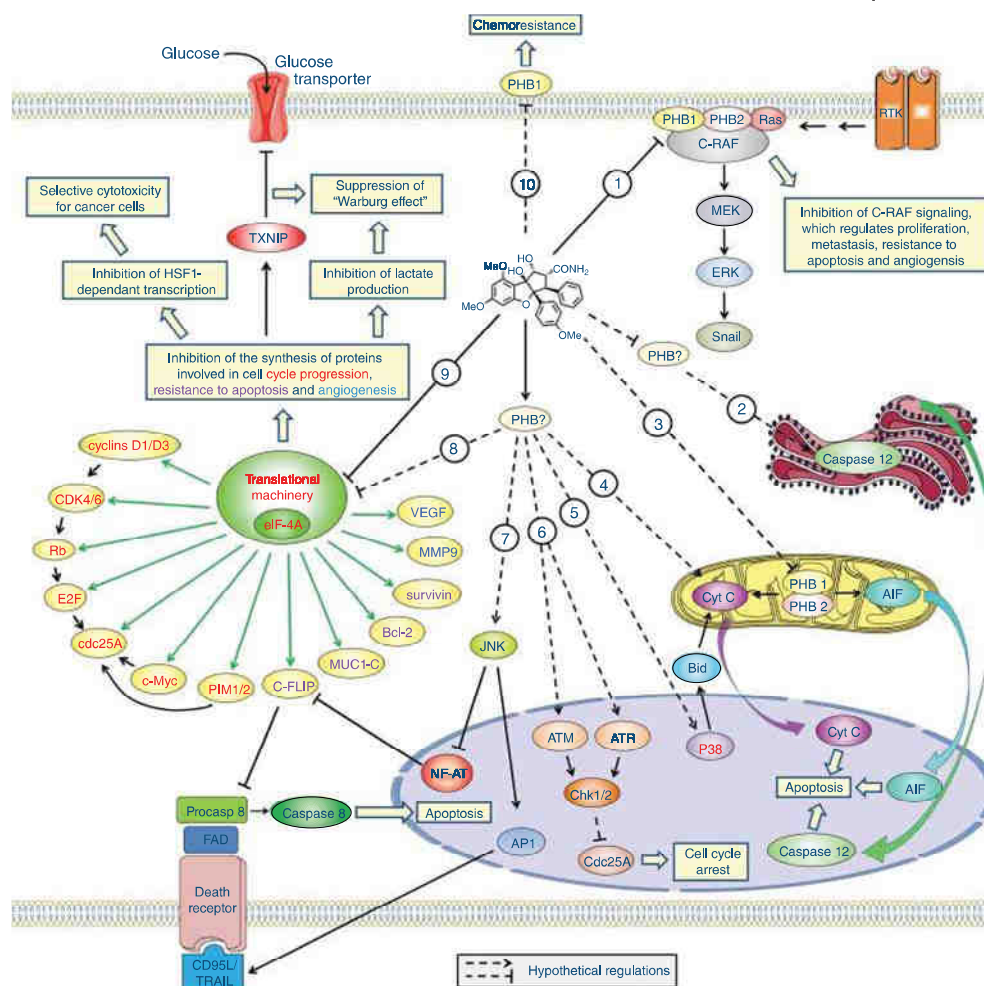 Chemoresistance
Glucose
Glucose
transporter
PHB1
PHB1
PHB2
Ras
RTK
C-RAF
10
1
Selective cytotoxicity
for cancer cells
Suppression of
"Warburg effect"
TXNIP
MEK
Inhibition of C-RAF signaling,
which regulates proliferation,
metastasis, resistance to
apoptosis and angiogenesis
Inhibition of HSF1-
dependant transcription
Inhibition of lactate
production
MeO
HO
HO
CONH2
MeO
O
OMe
ERK
Snail
PHB?
Inhibition of the synthesis of proteins
involved in cell cycle progression,
resistance to apoptosis and angiogenesis
9
2
3
PHB?
cyclins D1/D3
8
Caspase 12
CDK4/6
Translational
machinery
eIF-4A
VEGF
4
5
6
7
Rb
MMP9
E2F
survivin
cdc25A
Bcl-2
c-Myc
PIM1/2
C-FLIP
MUC1-C
JNK
Cyt C
PHB 1
PHB 2
AIF
Bid
ATM
ATR
P38
Cyt C
NF-AT
Chk1/2
Apoptosis
AIF
Procasp 8
Caspase 8
Apoptosis
FAD
AP1
Cdc25A
Cell cycle
arrest
Caspase 12
Death
receptor
CD95L/
TRAIL
Hypothetical regulations